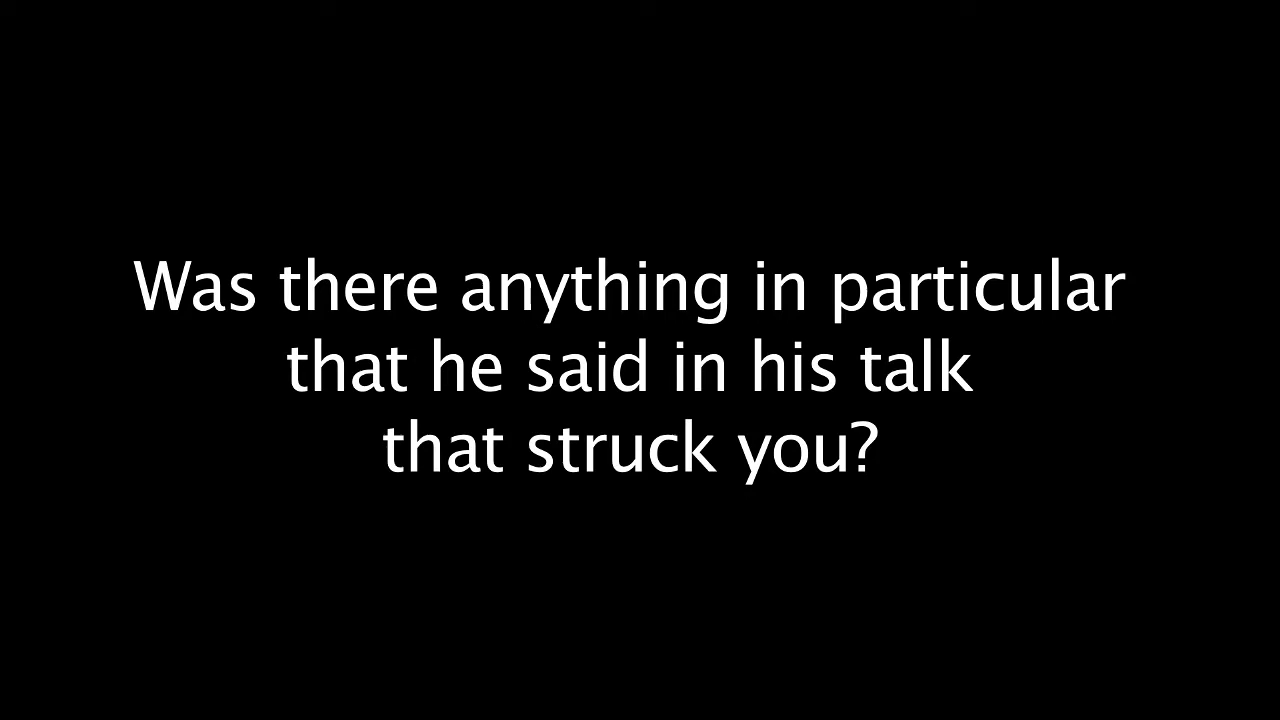 Was there anything in particular
that he said in his talk
that struck you?